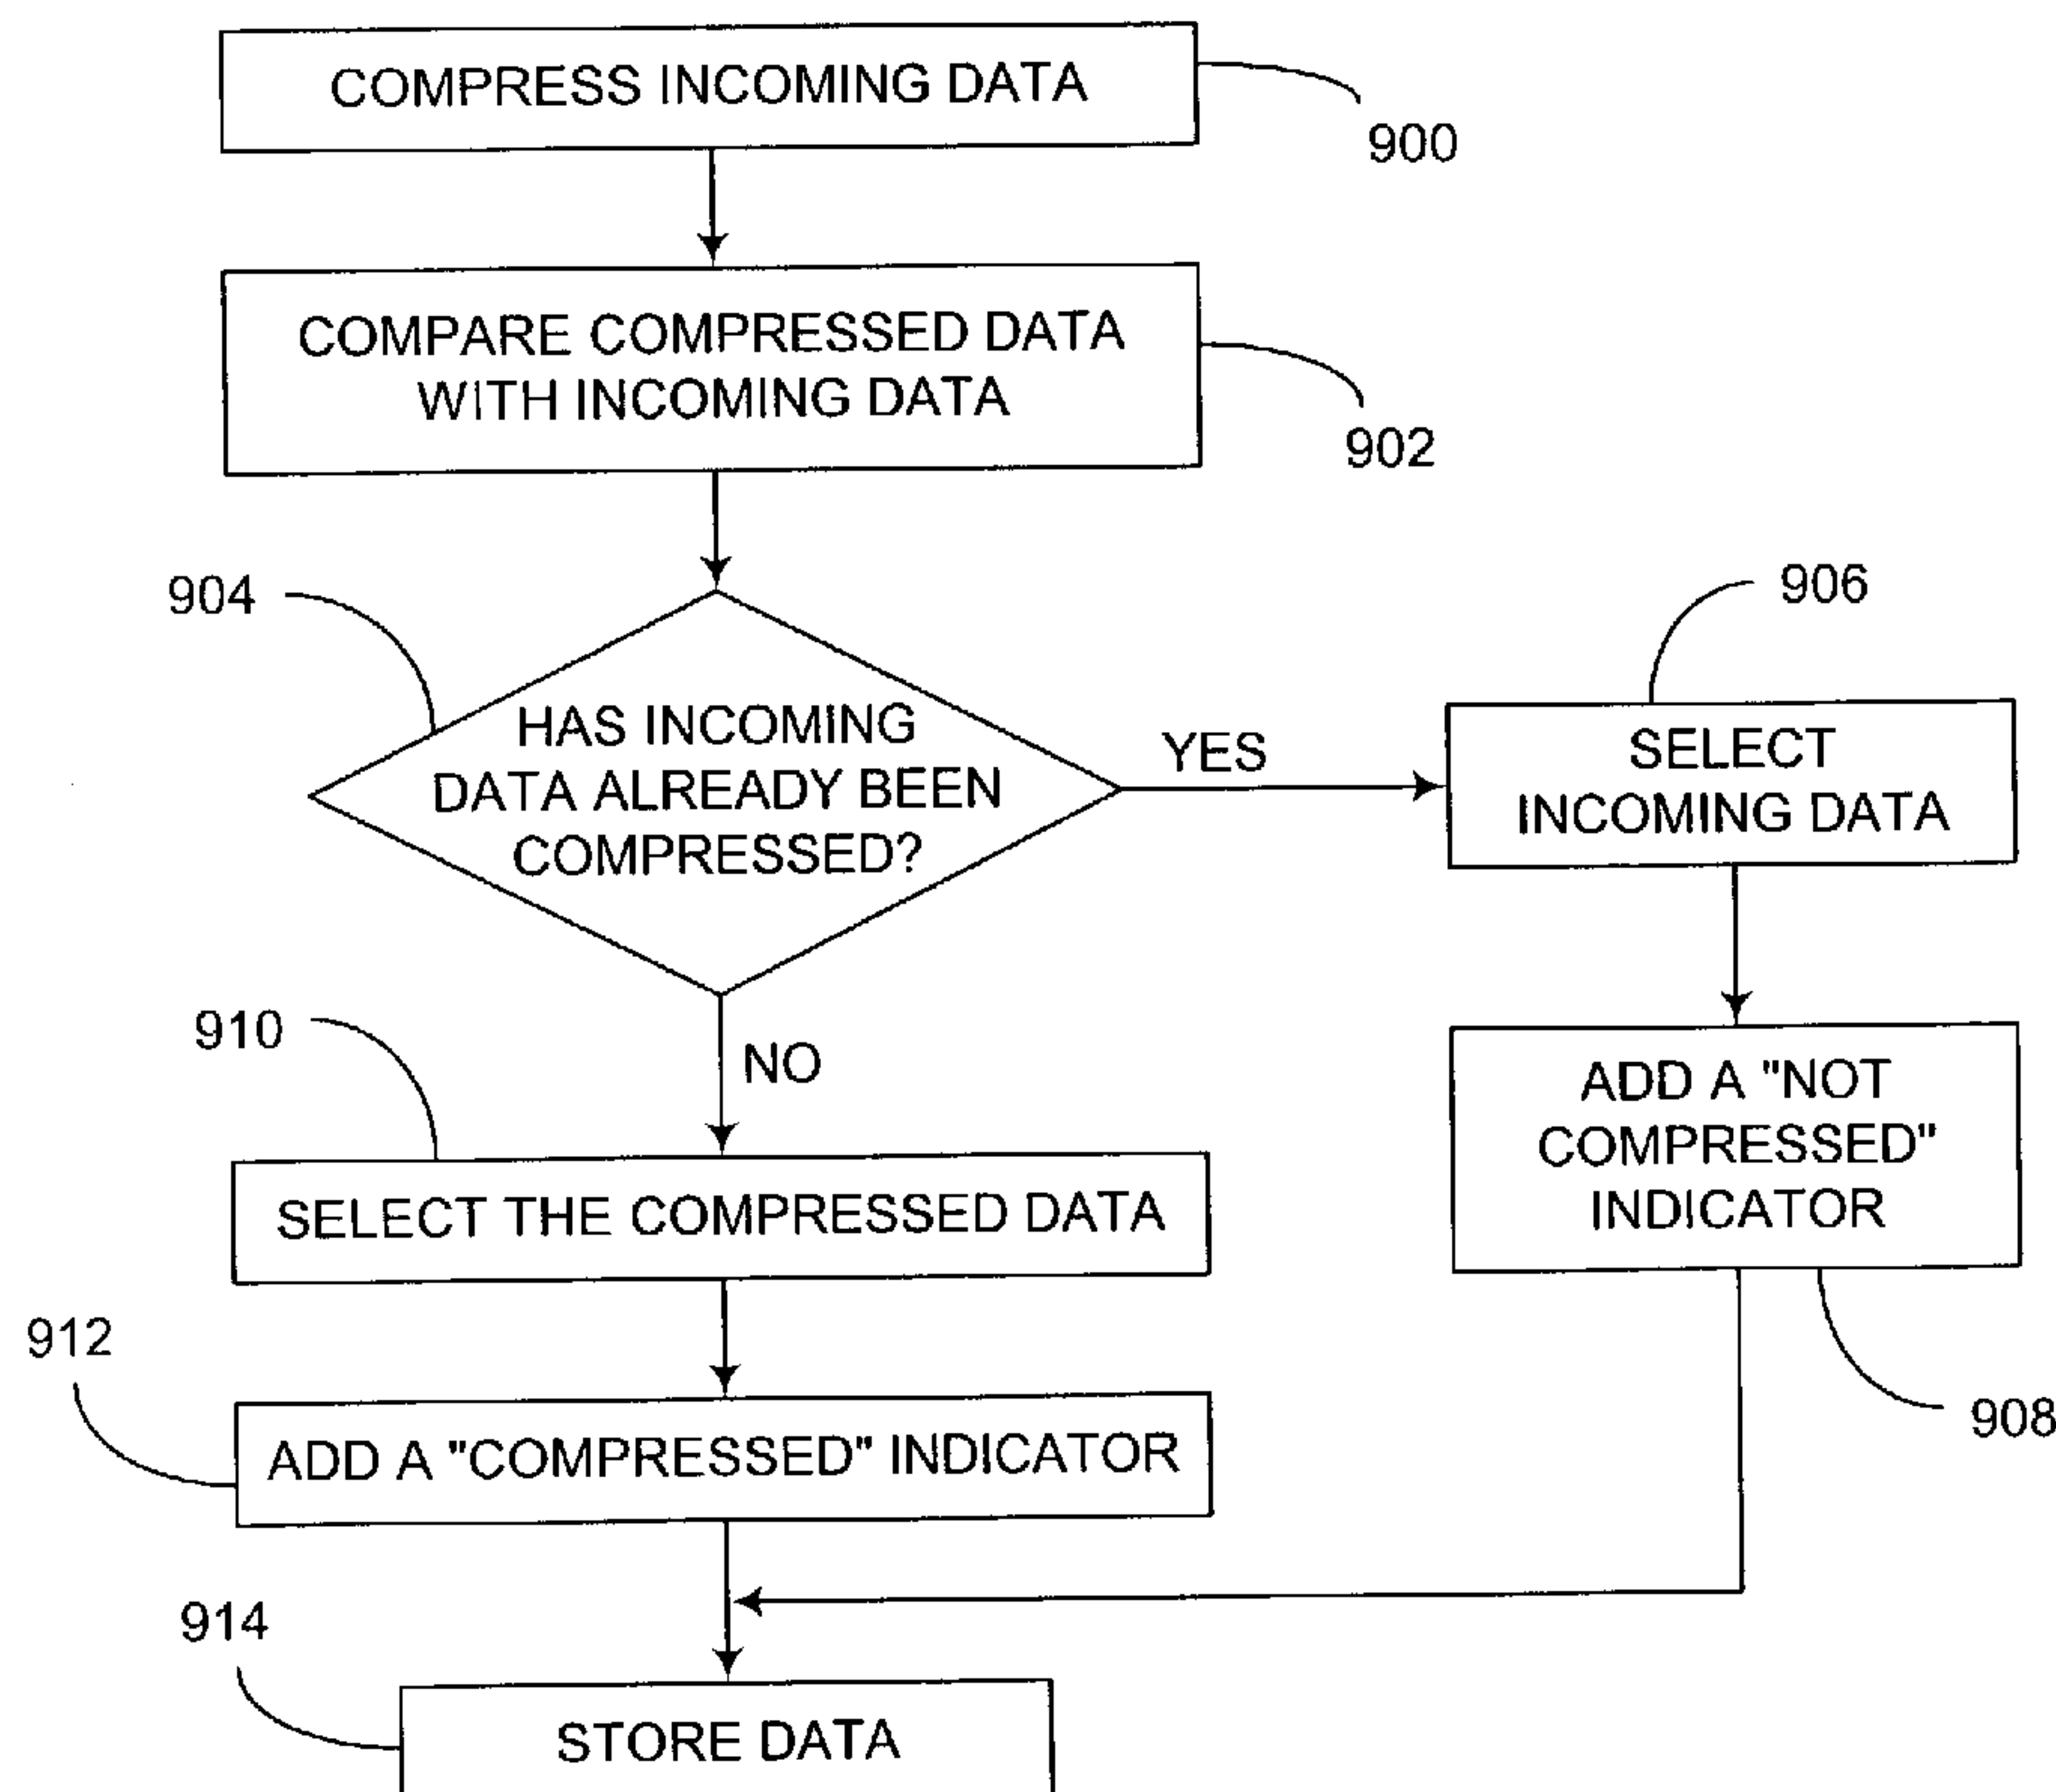 COMPRESS INCOMING DATA
900
COMPARE COMPRESSED DATA
WITH INCOMING DATA
902
904
HAS INCOMING
DATA ALREADY BEEN
COMPRESSED?
YES
906
SELECT
INCOMING DATA
ADD A "NOT
COMPRESSED"
INDICATOR
908
NO
910
SELECT THE COMPRESSED DATA
912
ADD A "COMPRESSED" INDICATOR
914
STORE DATA